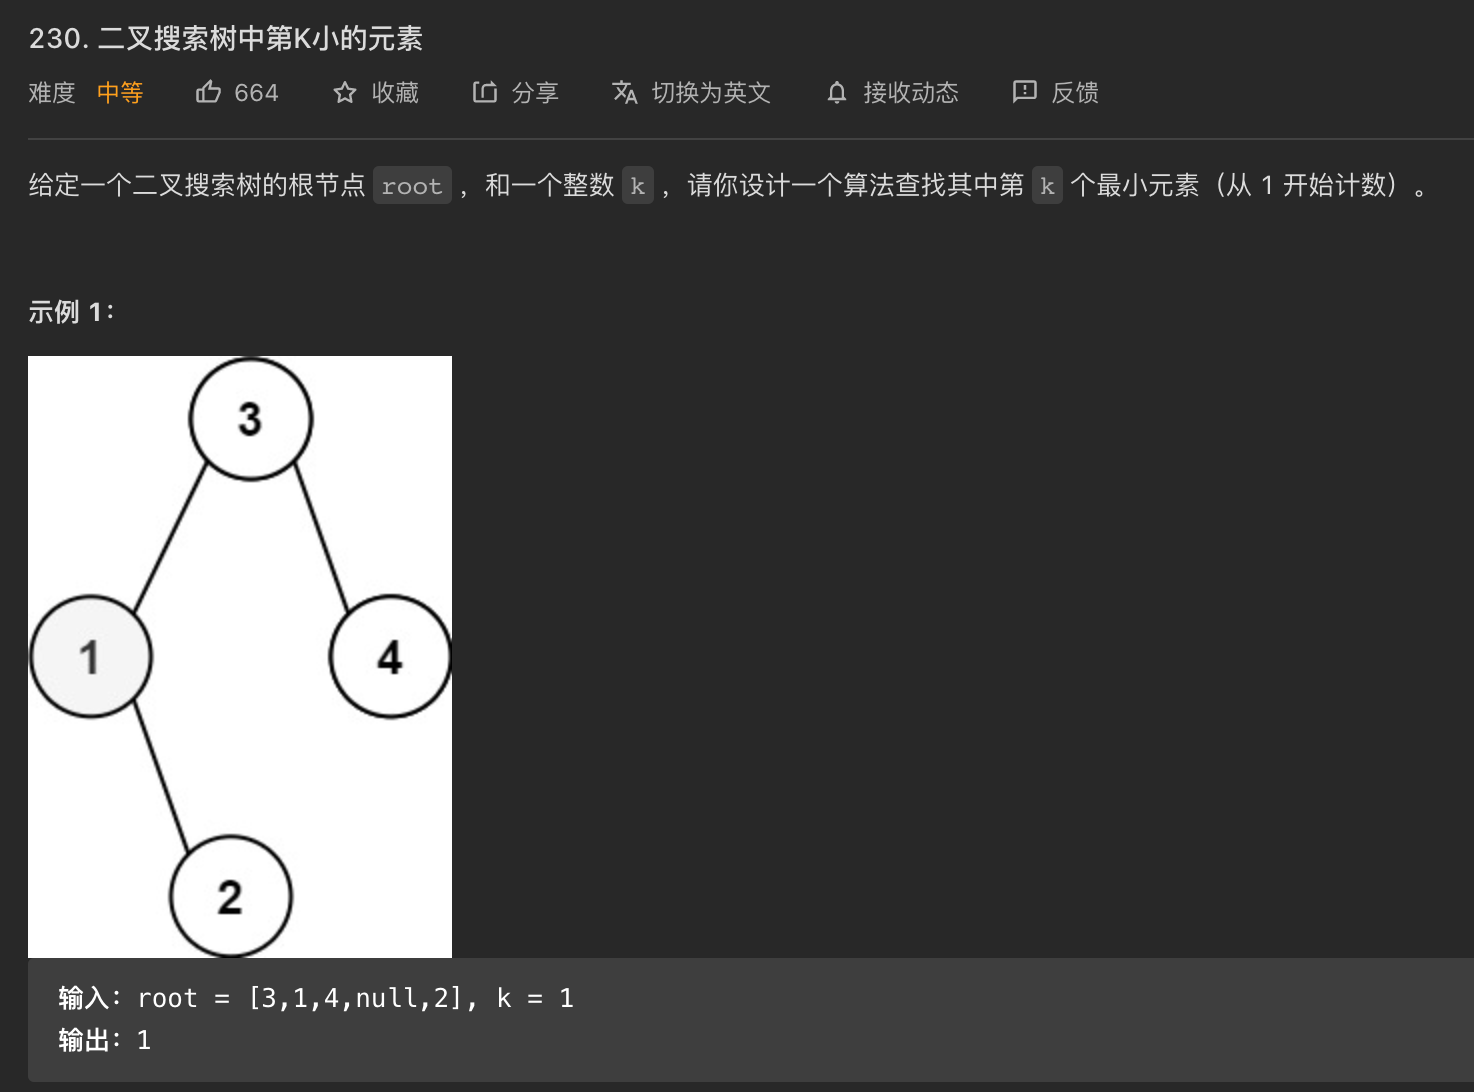 230. 二叉搜索树中第K小的元素
难度 中等 664 收藏 分享 切换为英文 接收动态 反馈
给定一个二叉搜索树的根节点 root ，和一个整数 k ，请你设计一个算法查找其中第 k 个最小元素（从 1 开始计数）。
示例 1：
3
1 4
2
输入：root = [3,1,4,null,2], k = 1
输出：1